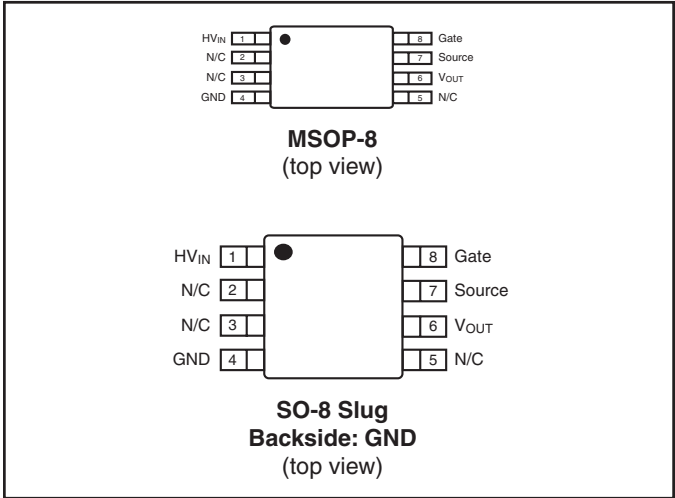 HVIN 1 8 Gate
N/C 2 7 Source
N/C 3 6 VOUT
GND 4 5 N/C
MSOP-8
(top view)
HVIN 1 8 Gate
N/C 2 7 Source
N/C 3 6 VOUT
GND 4 5 N/C
SO-8 Slug
Backside: GND
(top view)